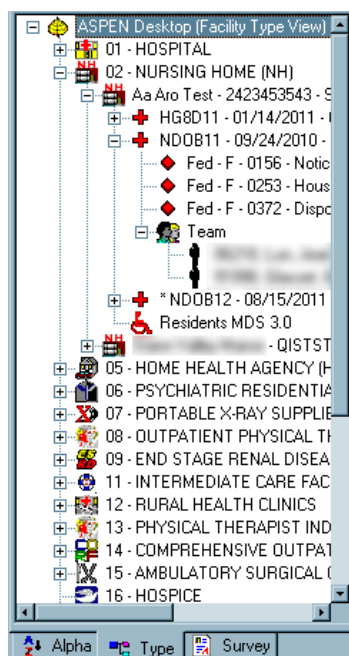 ASPEN Desktop (Facility Type View)
01 - HOSPITAL
NH 02 - NURSING HOME (NH)
NH Aa Aro Test - 2423453543 - S
HG8D11 - 01/14/2011 -
NDOB11 - 09/24/2010 -
Fed - F - 0156 - Notic
Fed - F - 0253 - Hous
Fed - F - 0372 - Dispo
Team
* NDOB12 - 08/15/2011
Residents MDS 3.0
NH - QISTST
05 - HOME HEALTH AGENCY (H
06 - PSYCHIATRIC RESIDENTIA
07 - PORTABLE X-RAY SUPPLIE
08 - OUTPATIENT PHYSICAL TH
09 - END STAGE RENAL DISEA
11 - INTERMEDIATE CARE FAC
12 - RURAL HEALTH CLINICS
13 - PHYSICAL THERAPIST IND
14 - COMPREHENSIVE OUTPAT
15 - AMBULATORY SURGICAL (
16 - HOSPICE
Alpha Type Survey